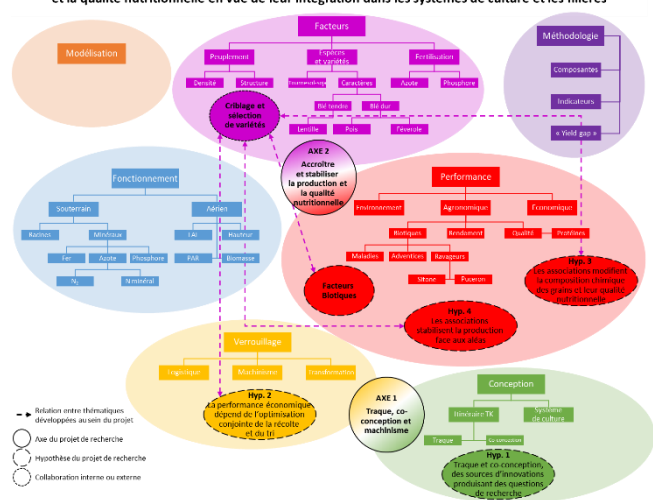 et la qualité nutritionnelle en vue de leur intégration dans les systèmes de culture et les filières
Modélisation
Facteurs
Peuplement
Espèces
et variétés
Fertilisation
Densité
Structure
Caractères
Azote
Phosphore
Blé tendre
Blé dur
Lentille
Pois
Féverole
Criblage et
sélection
de variétés
Méthodologie
Composantes
Indicateurs
« Yield gap »
AXE 2
Accroître
et stabiliser
la production et
la qualité
nutritionnelle
Fonctionnement
Souterrain
Aérien
Racines
Minéraux
LAI
Hauteur
Fer
Azote
Phosphore
PAR
Biomasse
N₂
N minéral
Performance
Environnement
Agronomique
Économique
Biotiques
Rendement
Qualité
Protéines
Maladies
Adventices
Ravageurs
Sitone
Puceron
Facteurs
Biotiques
Hyp. 3
Les associations modifient
la composition chimique
des grains et leur qualité
nutritionnelle
Hyp. 4
Les associations
stabilisent la production
face aux aléas
Verrouillage
Logistique
Machinisme
Transformation
Hyp. 2
La performance économique
dépend de l'optimisation
conjointe de la récolte
et du tri
AXE 1
Traque, co-
conception et
machinisme
Conception
Itinéraire TK
Système
de culture
Traque
Co-conception
Hyp. 1
Traque et co-conception,
des sources d'innovations
produisant des questions
de recherche
Relation entre thématiques
développées au sein du projet
Axe du projet de recherche
Hypothèse du projet de recherche
Collaboration interne ou externe